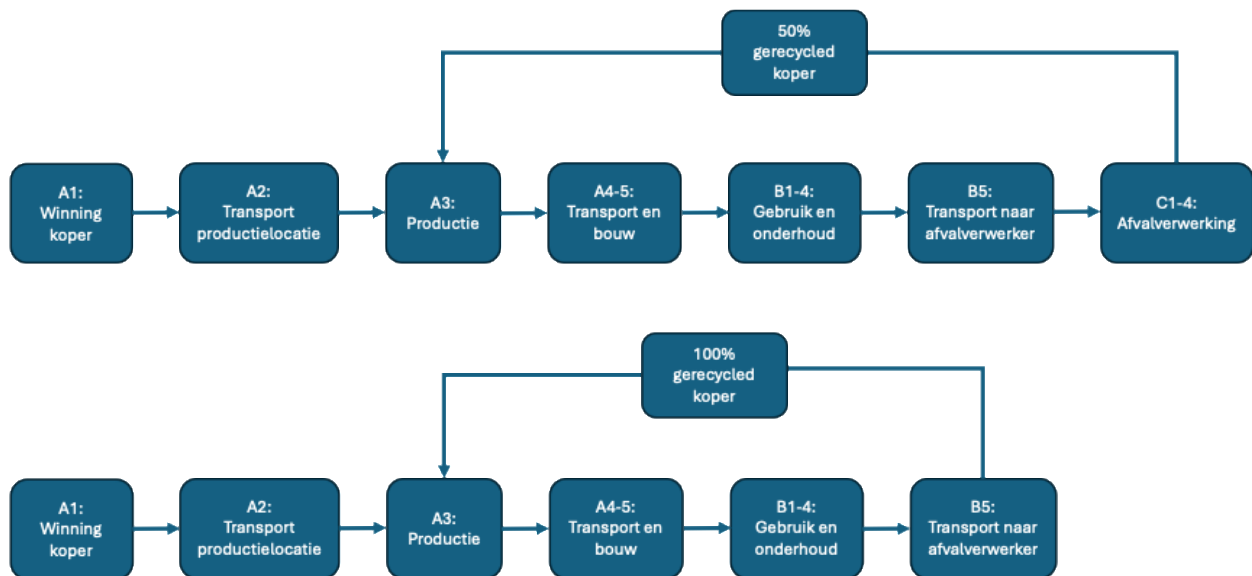 50%
gerecycled
koper
A1:
Winning
koper
A2:
Transport
productielocatie
A3:
Productie
A4-5:
Transport en
bouw
B1-4:
Gebruik en
onderhoud
B5:
Transport naar
afvalverwerker
C1-4:
Afvalverwerking
100%
gerecycled
koper
A1:
Winning
koper
A2:
Transport
productielocatie
A3:
Productie
A4-5:
Transport en
bouw
B1-4:
Gebruik en
onderhoud
B5:
Transport naar
afvalverwerker